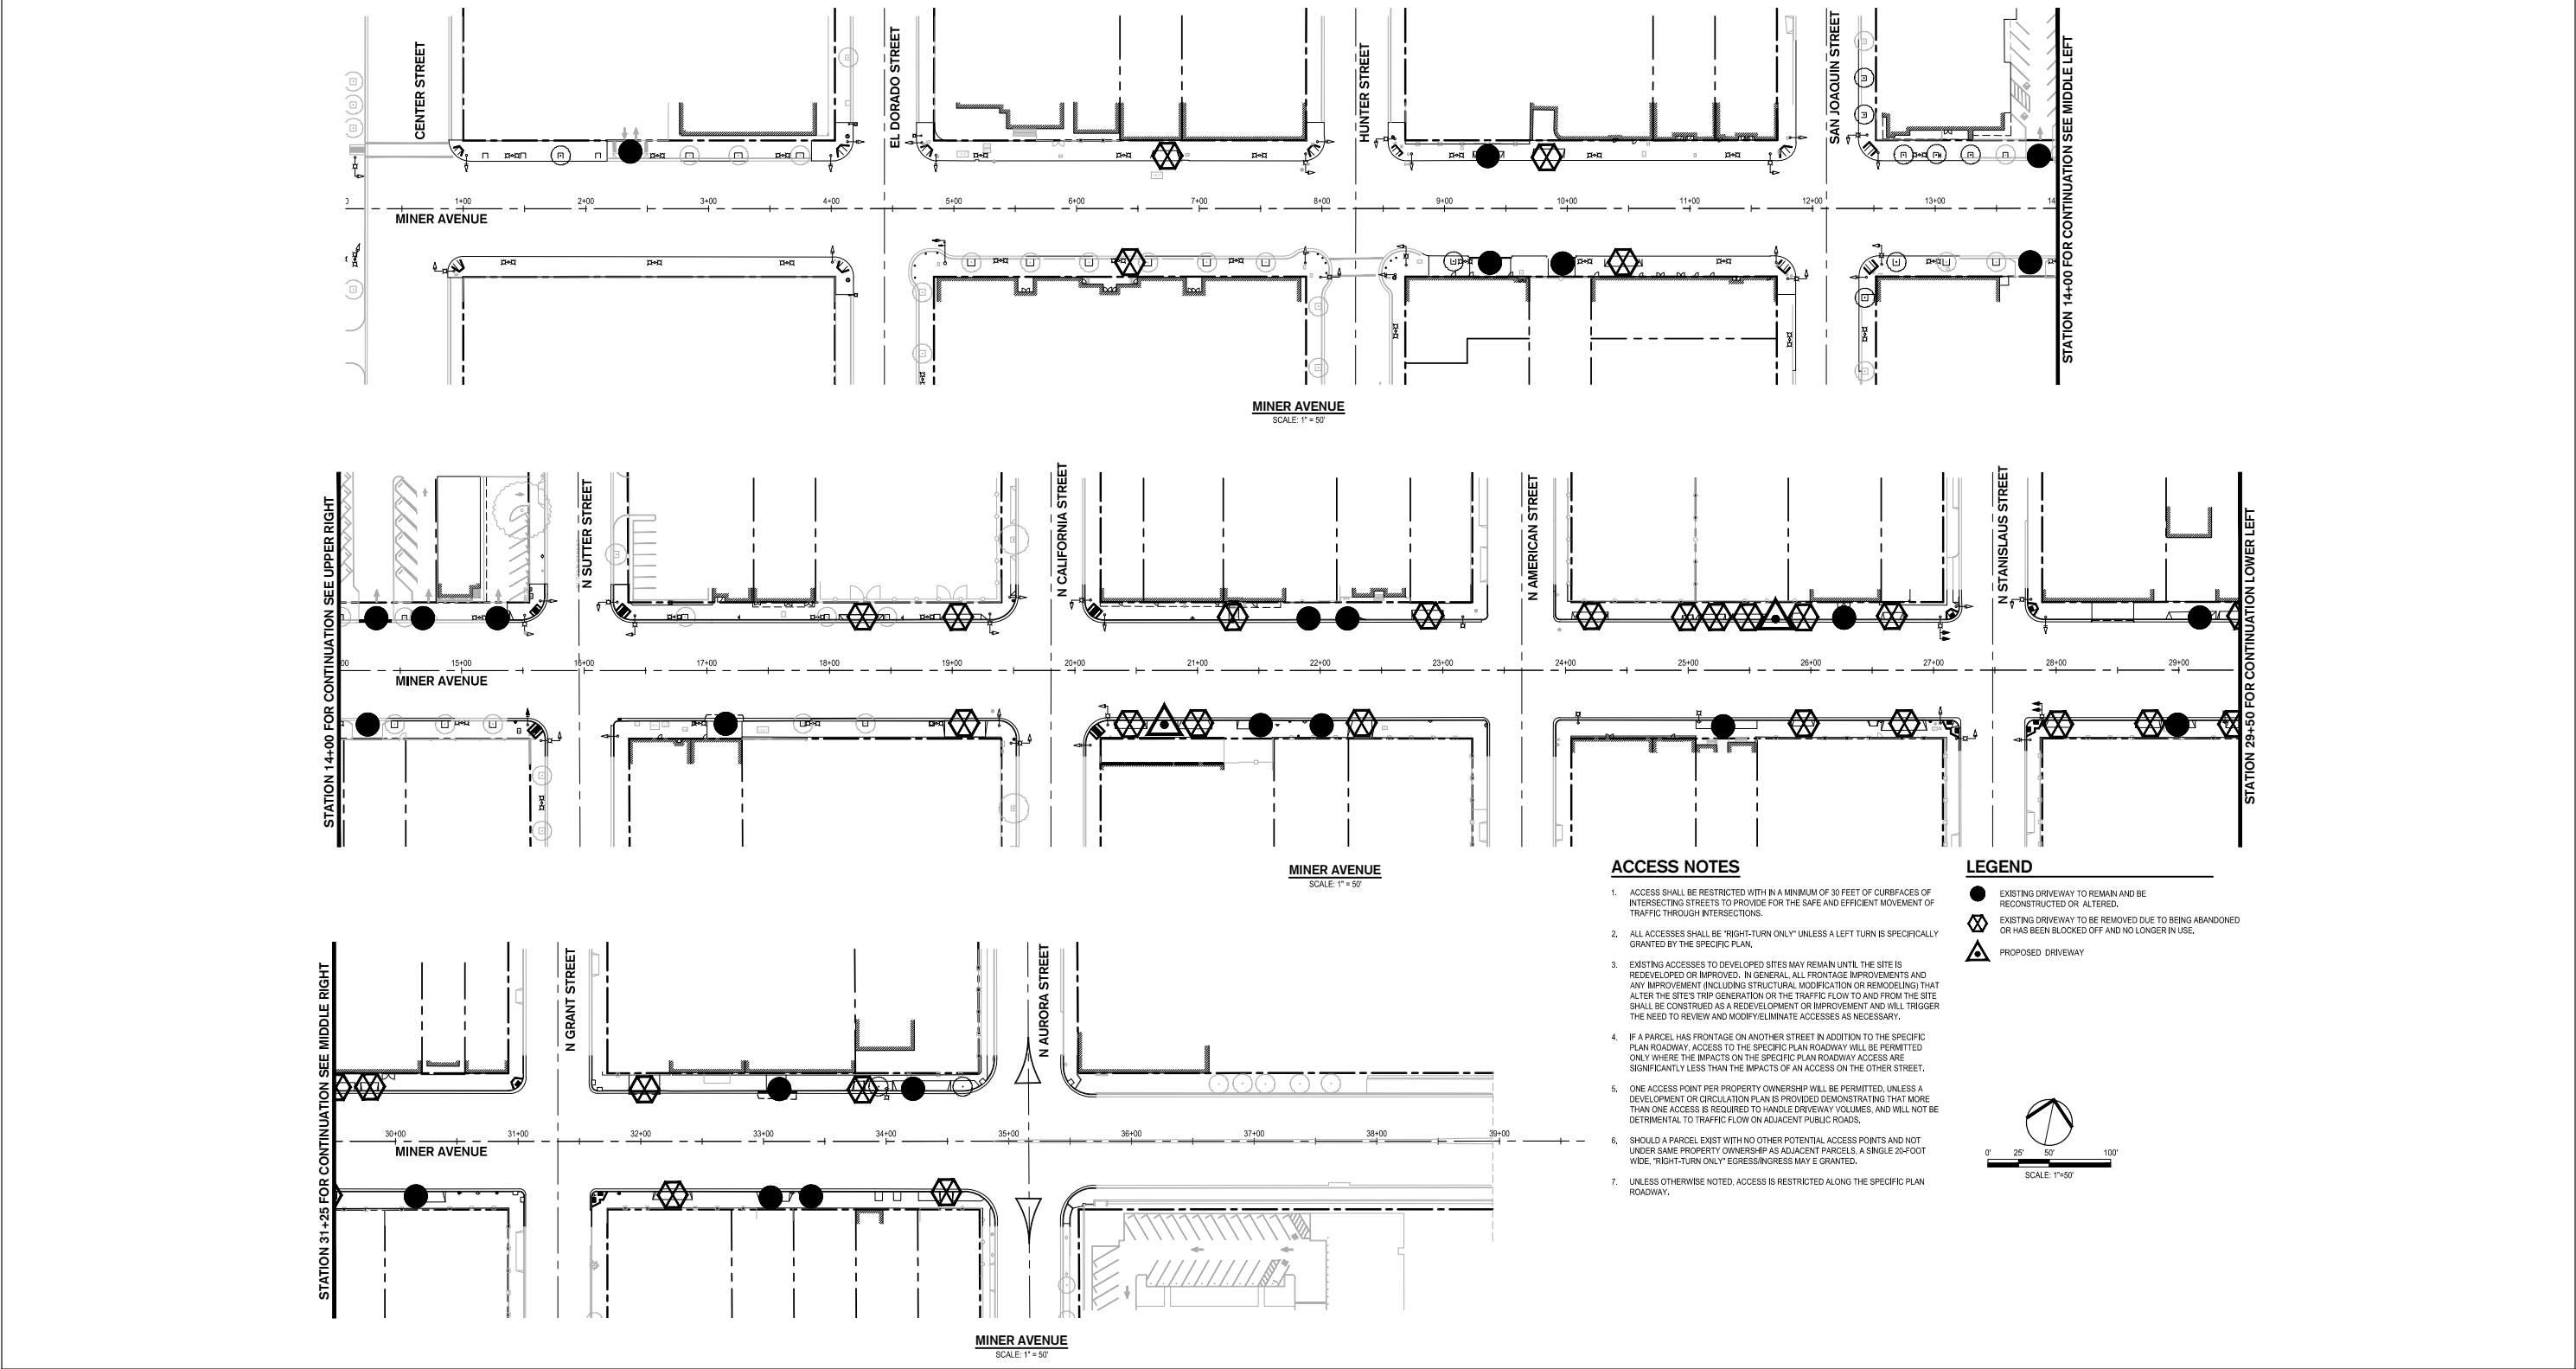 CENTER STREET
EL DORADO STREET
HUNTER STREET
SAN JOAQUIN STREET
STATION 14+00 FOR CONTINUATION SEE MIDDLE LEFT
1+00 2+00 3+00 4+00 5+00 6+00 7+00 8+00 9+00 10+00 11+00 12+00 13+00 14
MINER AVENUE
MINER AVENUE
SCALE: 1" = 50'
STATION 14+00 FOR CONTINUATION SEE UPPER RIGHT
N SUTTER STREET
N CALIFORNIA STREET
N AMERICAN STREET
N STANISLAUS STREET
STATION 29+50 FOR CONTINUATION LOWER LEFT
00 15+00 16+00 17+00 18+00 19+00 20+00 21+00 22+00 23+00 24+00 25+00 26+00 27+00 28+00 29+00
MINER AVENUE
MINER AVENUE
SCALE: 1" = 50'
STATION 31+25 FOR CONTINUATION SEE MIDDLE RIGHT
N GRANT STREET
N AURORA STREET
30+00 31+00 32+00 33+00 34+00 35+00 36+00 37+00 38+00 39+00
MINER AVENUE
MINER AVENUE
SCALE: 1" = 50'
ACCESS NOTES
1. ACCESS SHALL BE RESTRICTED WITH IN A MINIMUM OF 30 FEET OF CURBFACES OF
INTERSECTING STREETS TO PROVIDE FOR THE SAFE AND EFFICIENT MOVEMENT OF
TRAFFIC THROUGH INTERSECTIONS.
2. ALL ACCESSES SHALL BE "RIGHT-TURN ONLY" UNLESS A LEFT TURN IS SPECIFICALLY
GRANTED BY THE SPECIFIC PLAN.
3. EXISTING ACCESSES TO DEVELOPED SITES MAY REMAIN UNTIL THE SITE IS
REDEVELOPED OR IMPROVED. IN GENERAL, ALL FRONTAGE IMPROVEMENTS AND
ANY IMPROVEMENT (INCLUDING STRUCTURAL MODIFICATION OR REMODELING) THAT
ALTER THE SITE'S TRIP GENERATION OR THE TRAFFIC FLOW TO AND FROM THE SITE
SHALL BE CONSTRUED AS A REDEVELOPMENT OR IMPROVEMENT AND WILL TRIGGER
THE NEED TO REVIEW AND MODIFY/ELIMINATE ACCESSES AS NECESSARY.
4. IF A PARCEL HAS FRONTAGE ON ANOTHER STREET IN ADDITION TO THE SPECIFIC
PLAN ROADWAY, ACCESS TO THE SPECIFIC PLAN ROADWAY WILL BE PERMITTED
ONLY WHERE THE IMPACTS ON THE SPECIFIC PLAN ROADWAY ACCESS ARE
SIGNIFICANTLY LESS THAN THE IMPACTS OF AN ACCESS ON THE OTHER STREET.
5. ONE ACCESS POINT PER PROPERTY OWNERSHIP WILL BE PERMITTED, UNLESS A
DEVELOPMENT OR CIRCULATION PLAN IS PROVIDED DEMONSTRATING THAT MORE
THAN ONE ACCESS IS REQUIRED TO HANDLE DRIVEWAY VOLUMES, AND WILL NOT BE
DETRIMENTAL TO TRAFFIC FLOW ON ADJACENT PUBLIC ROADS.
6. SHOULD A PARCEL EXIST WITH NO OTHER POTENTIAL ACCESS POINTS AND NOT
UNDER SAME PROPERTY OWNERSHIP AS ADJACENT PARCELS, A SINGLE 20-FOOT
WIDE, "RIGHT-TURN ONLY" EGRESS/INGRESS MAY E GRANTED.
7. UNLESS OTHERWISE NOTED, ACCESS IS RESTRICTED ALONG THE SPECIFIC PLAN
ROADWAY.
LEGEND
EXISTING DRIVEWAY TO REMAIN AND BE
RECONSTRUCTED OR ALTERED.
EXISTING DRIVEWAY TO BE REMOVED DUE TO BEING ABANDONED
OR HAS BEEN BLOCKED OFF AND NO LONGER IN USE.
PROPOSED DRIVEWAY
0' 25' 50' 100'
SCALE: 1"=50'